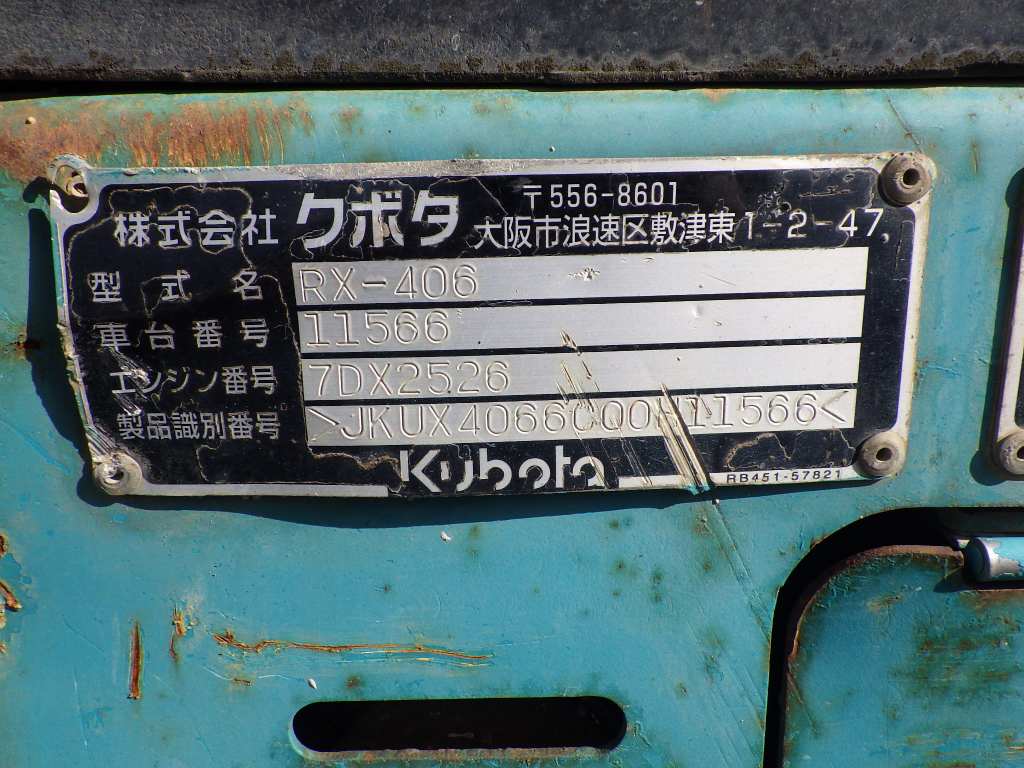 株式会社 クボタ 〒556-8601
大阪市浪速区敷津東1-2-47
型式名 RX-406
車台番号 11566
エンジン番号 7DX2526
製品識別番号 >JKUX4066C00H11566<
Kubota RB451-57821